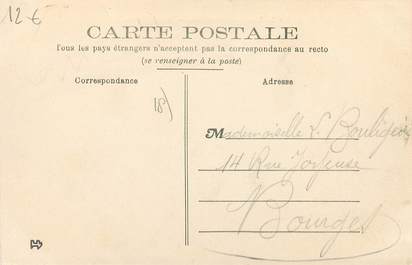 12 €
CARTE POSTALE
Tous les pays étrangers n'acceptent pas la correspondance au recto
(se renseigner à la poste)
Correspondance
Adresse
18)
Mademoiselle L.
14 Rue Joyeuse
Bourges